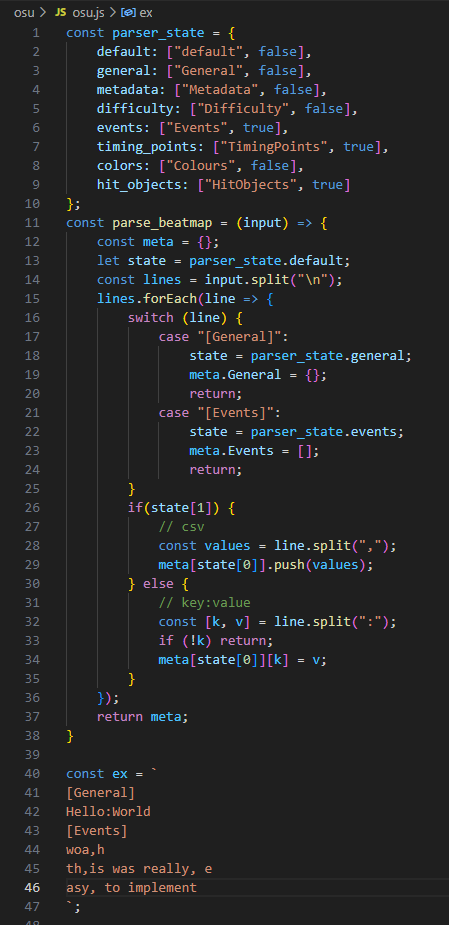 osu > JS osu.js > ex
1 const parser_state = {
2     default: ["default", false],
3     general: ["General", false],
4     metadata: ["Metadata", false],
5     difficulty: ["Difficulty", false],
6     events: ["Events", true],
7     timing_points: ["TimingPoints", true],
8     colors: ["Colours", false],
9     hit_objects: ["HitObjects", true]
10 };
11 const parse_beatmap = (input) => {
12     const meta = {};
13     let state = parser_state.default;
14     const lines = input.split("\n");
15     lines.forEach(line => {
16         switch (line) {
17             case "[General]":
18                 state = parser_state.general;
19                 meta.General = {};
20                 return;
21             case "[Events]":
22                 state = parser_state.events;
23                 meta.Events = [];
24                 return;
25         }
26         if(state[1]) {
27             // csv
28             const values = line.split(",");
29             meta[state[0]].push(values);
30         } else {
31             // key:value
32             const [k, v] = line.split(":");
33             if (!k) return;
34             meta[state[0]][k] = v;
35         }
36     });
37     return meta;
38 }
39
40 const ex = `
41 [General]
42 Hello:World
43 [Events]
44 woa,h
45 th,is was really, e
46 asy, to implement
47 `;
48